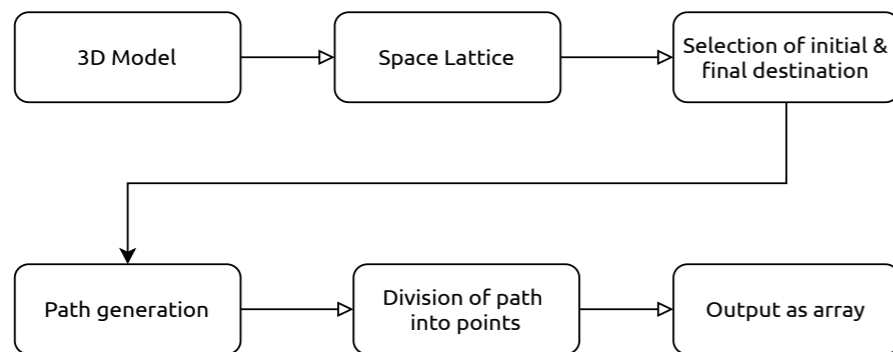 3D Model
Space Lattice
Selection of initial &
final destination
Path generation
Division of path
into points
Output as array